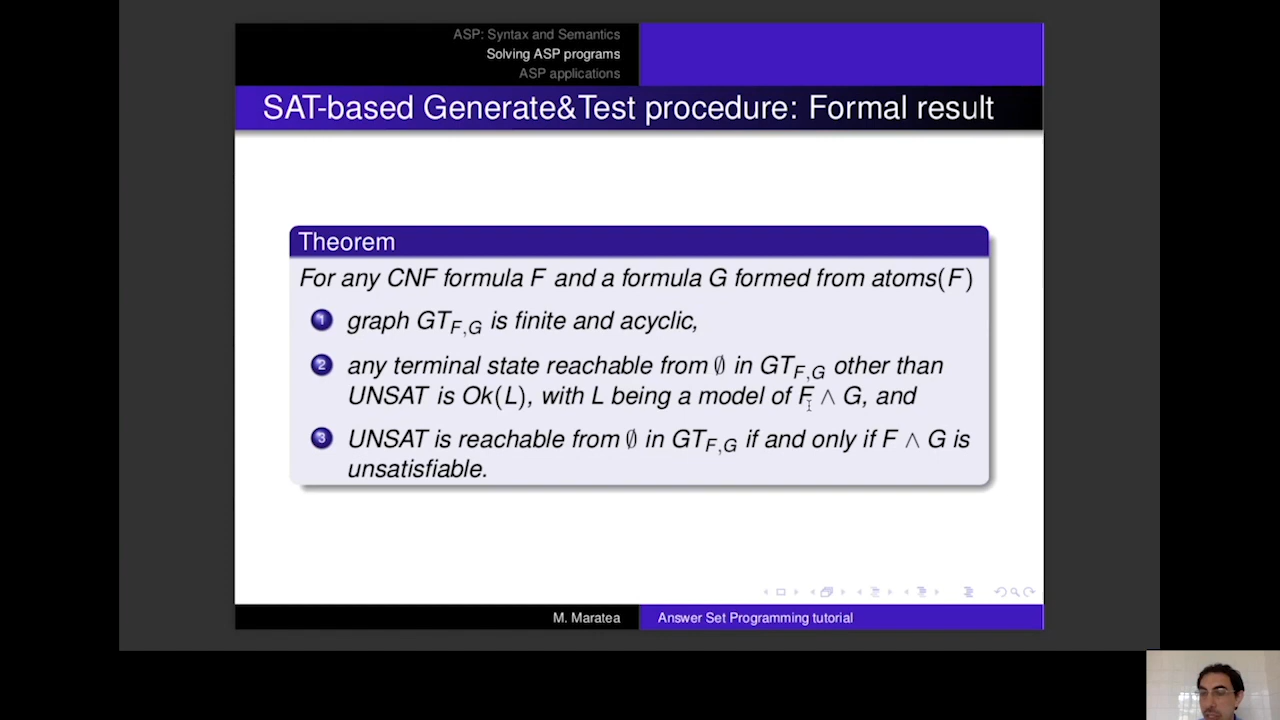 ASP: Syntax and Semantics
Solving ASP programs
ASP applications
SAT-based Generate&Test procedure: Formal result
Theorem
For any CNF formula F and a formula G formed from atoms(F)
1 graph GT_{F,G} is finite and acyclic,
2 any terminal state reachable from ∅ in GT_{F,G} other than
UNSAT is Ok(L), with L being a model of F ∧ G, and
3 UNSAT is reachable from ∅ in GT_{F,G} if and only if F ∧ G is
unsatisfiable.
M. Maratea
Answer Set Programming tutorial